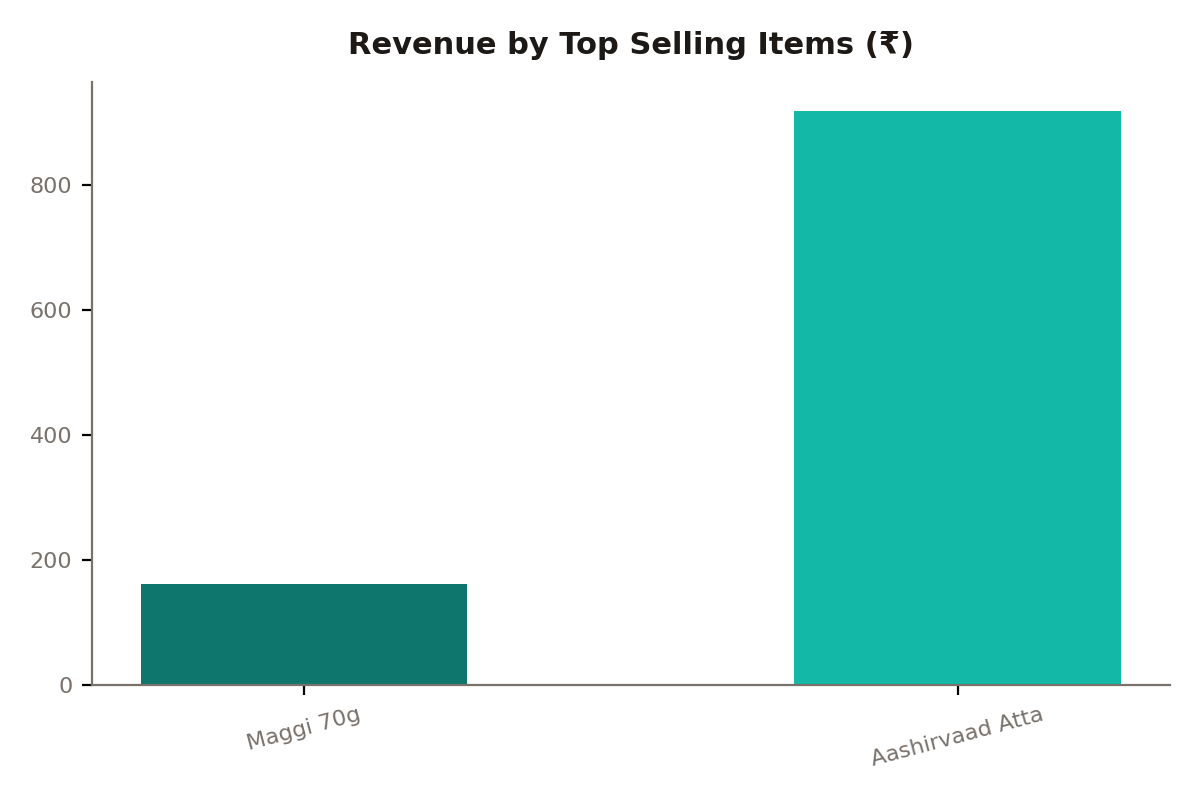 Revenue by Top Selling Items (₹)
800
600
400
200
0
Maggi 70g
Aashirvaad Atta